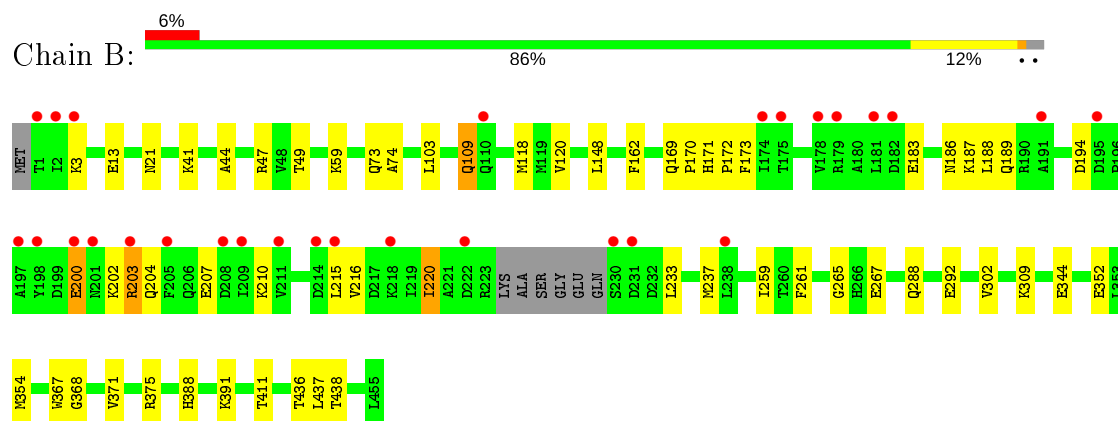 6%
Chain B:
86% 12% • •
MET T1 I2 K3 E13 N21 K41 A44 R47 V48 T49 K59 Q73 A74 L103 Q109 Q110 M118 M119 V120 L148 F162 Q169 P170 H171 P172 F173 I174 T175 V178 R179 A180 L181 D182 E183 N186 K187 L188 Q189 R190 A191 D194 D195 P196
A197 Y198 D199 E200 N201 K202 R203 Q204 F205 Q206 E207 D208 I209 K210 V211 D214 L215 V216 D217 K218 I219 I220 A221 D222 R223 LYS ALA SER GLY GLU GLN S230 D231 D232 L233 M237 L238 I259 T260 F261 G265 H266 E267 Q288 E292 V302 K309 E344 E352 L353
M354 W367 G368 V371 R375 H388 K391 T411 T436 L437 T438 L455